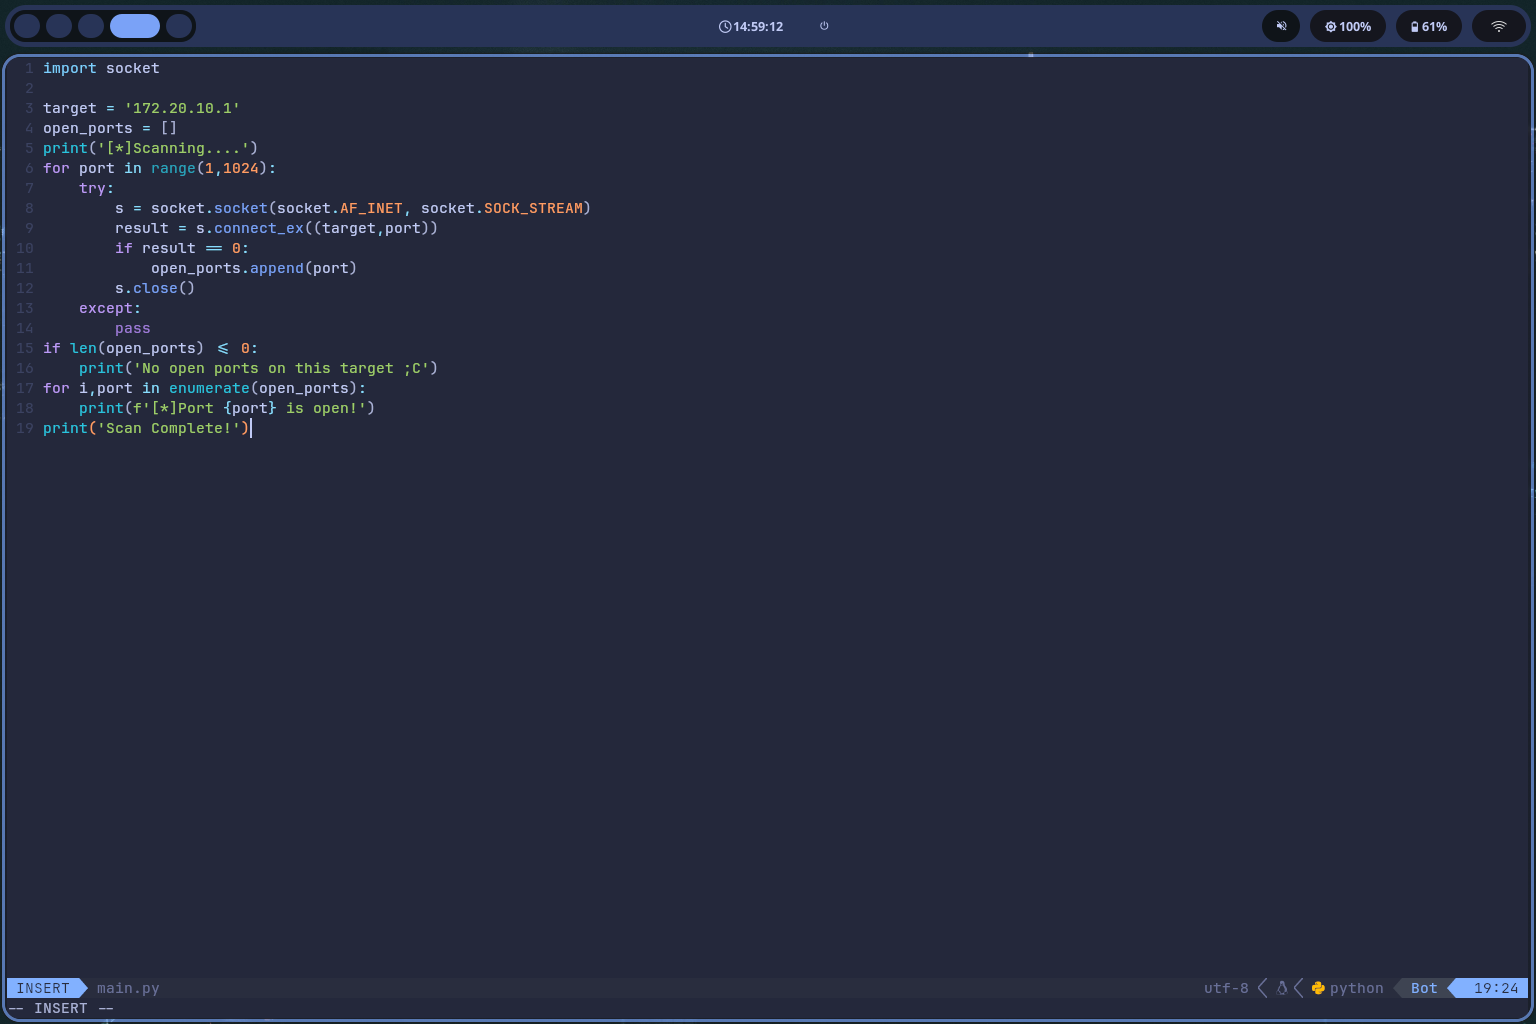 14:59:12
100%
61%
1 import socket
2
3 target = '172.20.10.1'
4 open_ports = []
5 print('[*]Scanning....')
6 for port in range(1,1024):
7     try:
8         s = socket.socket(socket.AF_INET, socket.SOCK_STREAM)
9         result = s.connect_ex((target,port))
10         if result == 0:
11             open_ports.append(port)
12         s.close()
13     except:
14         pass
15 if len(open_ports) <= 0:
16     print('No open ports on this target ;C')
17 for i,port in enumerate(open_ports):
18     print(f'[*]Port {port} is open!')
19 print('Scan Complete!')
INSERT main.py utf-8 python Bot 19:24
-- INSERT --